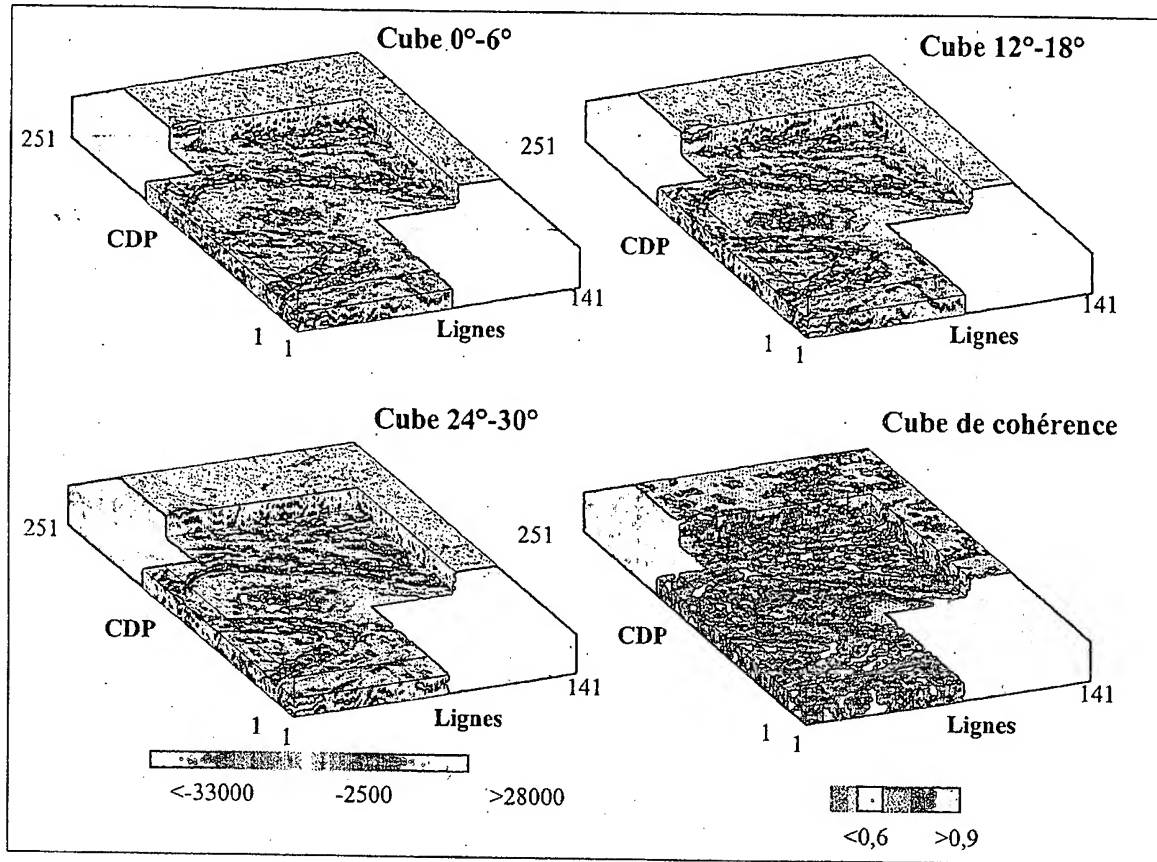 Cube 0°-6°
251
CDP
1
1
Lignes
141
Cube 12°-18°
251
CDP
1
1
Lignes
141
Cube 24°-30°
251
CDP
1
1
Lignes
141
<-33000 -2500 >28000
Cube de cohérence
251
CDP
1
1
Lignes
141
<0,6 >0,9